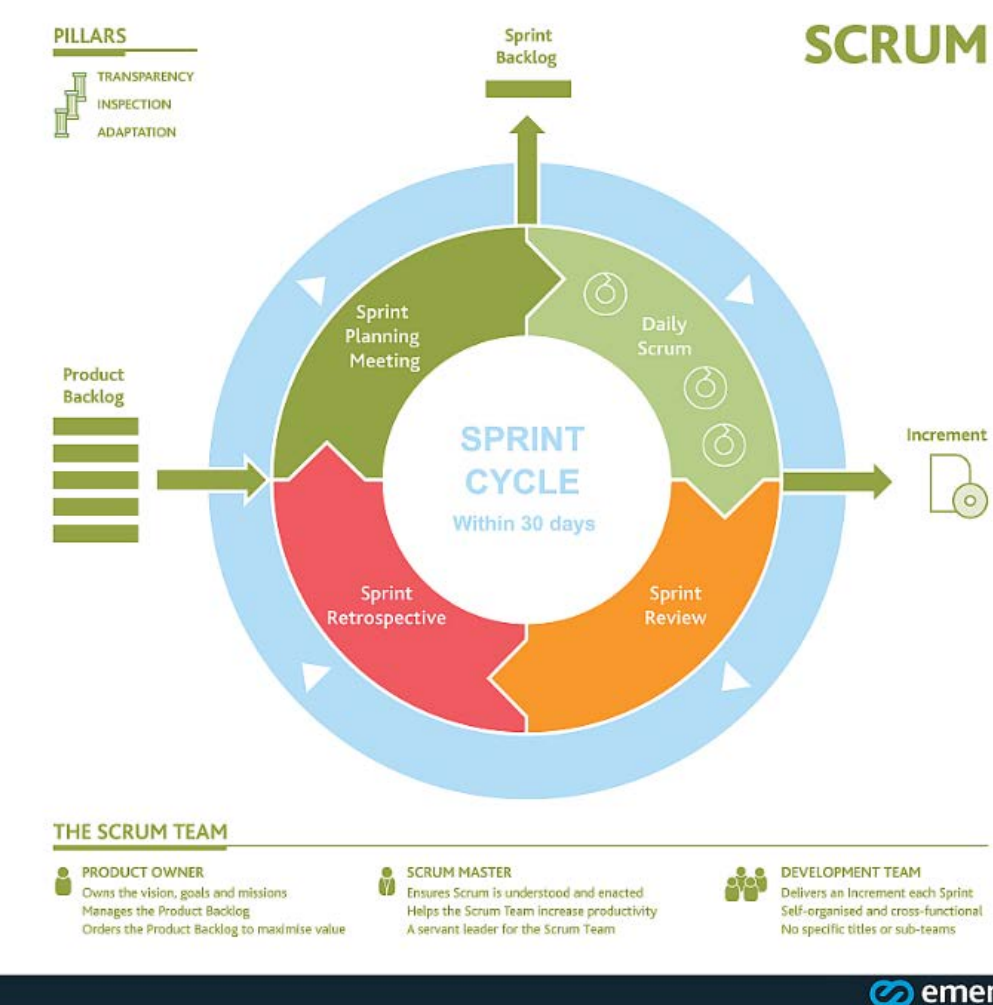 PILLARS
TRANSPARENCY
INSPECTION
ADAPTATION
Sprint
Backlog
SCRUM
Sprint
Planning
Meeting
Daily
Scrum
Product
Backlog
SPRINT
CYCLE
Within 30 days
Increment
Sprint
Retrospective
Sprint
Review
THE SCRUM TEAM
PRODUCT OWNER
Owns the vision, goals and missions
Manages the Product Backlog
Orders the Product Backlog to maximise value
SCRUM MASTER
Ensures Scrum is understood and enacted
Helps the Scrum Team increase productivity
A servant leader for the Scrum Team
DEVELOPMENT TEAM
Delivers an Increment each Sprint
Self-organised and cross-functional
No specific titles or sub-teams